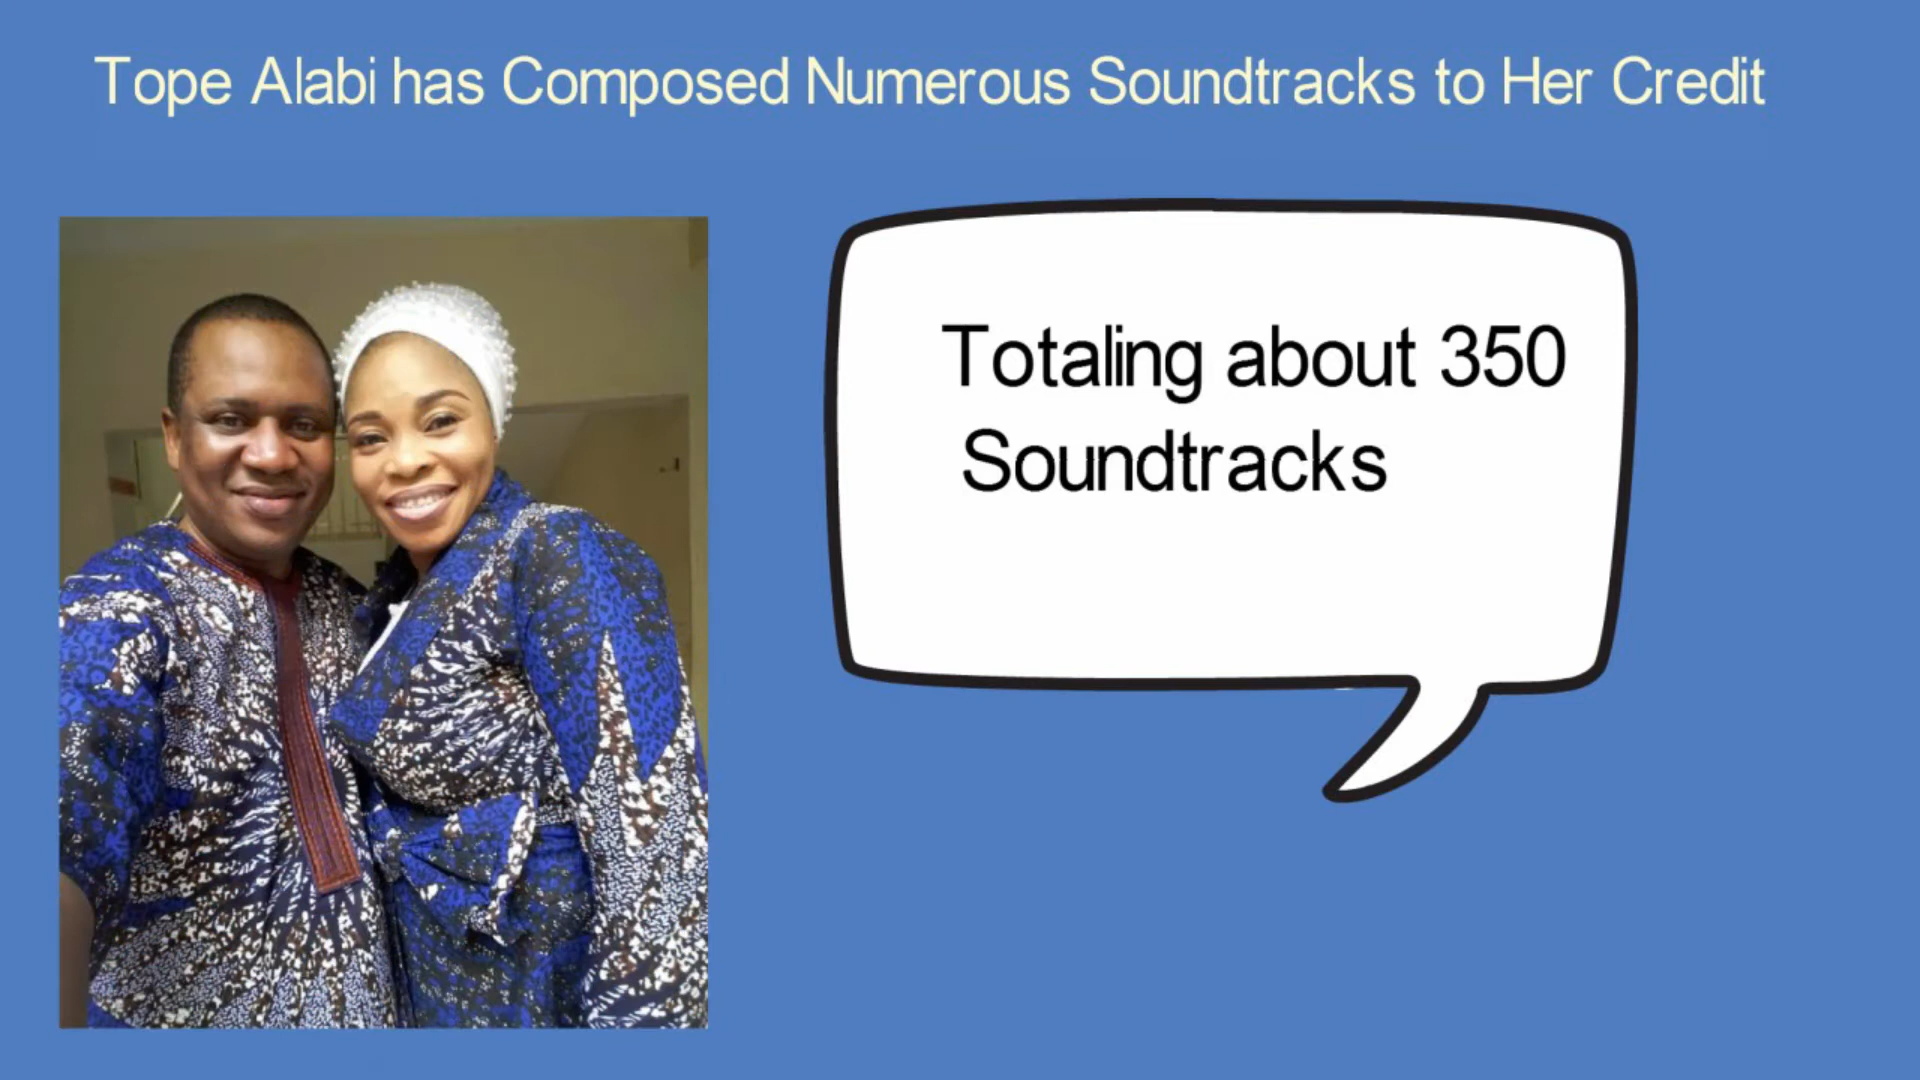 Tope Alabi has Composed Numerous Soundtracks to Her Credit
Totaling about 350
Soundtracks